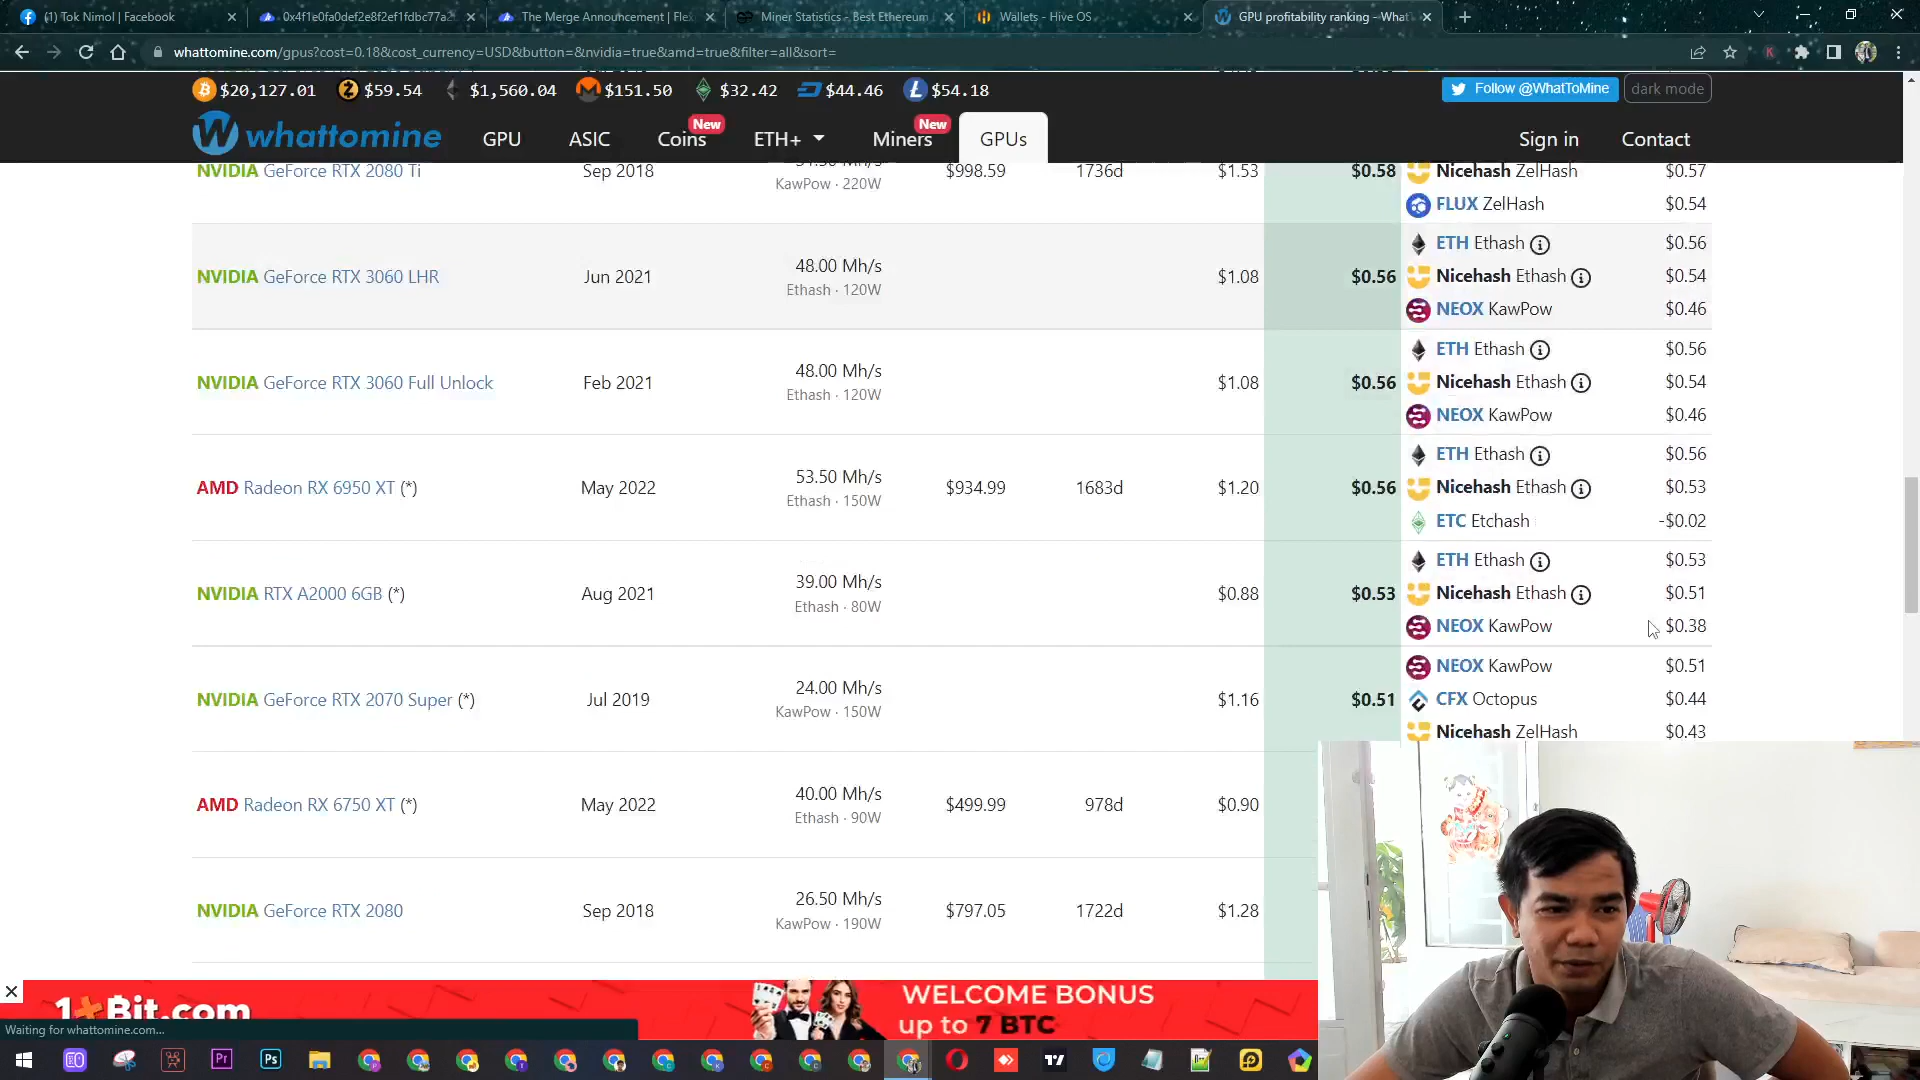 (1) Tok Nimol | Facebook
0x4f1e0fa0def2e8f2ef1fdbc77a2
The Merge Announcement | Flex
Miner Statistics - Best Ethereum
Wallets - Hive OS
GPU profitability ranking - What
whattomine.com/gpus?cost=0.18&cost_currency=USD&button=&nvidia=true&amd=true&filter=all&sort=
$20,127.01 $59.54 $1,560.04 $151.50 $32.42 $44.46 $54.18
Follow @WhatToMine
dark mode
whattomine
GPU ASIC Coins New ETH+ Miners New GPUs Sign in Contact
NVIDIA GeForce RTX 2080 Ti Sep 2018 KawPow · 220W $998.59 1736d $1.53 $0.58
Nicehash ZelHash $0.57
FLUX ZelHash $0.54
NVIDIA GeForce RTX 3060 LHR Jun 2021 48.00 Mh/s Ethash · 120W $1.08 $0.56
ETH Ethash $0.56
Nicehash Ethash $0.54
NEOX KawPow $0.46
NVIDIA GeForce RTX 3060 Full Unlock Feb 2021 48.00 Mh/s Ethash · 120W $1.08 $0.56
ETH Ethash $0.56
Nicehash Ethash $0.54
NEOX KawPow $0.46
AMD Radeon RX 6950 XT (*) May 2022 53.50 Mh/s Ethash · 150W $934.99 1683d $1.20 $0.56
ETH Ethash $0.56
Nicehash Ethash $0.53
ETC Etchash -$0.02
NVIDIA RTX A2000 6GB (*) Aug 2021 39.00 Mh/s Ethash · 80W $0.88 $0.53
ETH Ethash $0.53
Nicehash Ethash $0.51
NEOX KawPow $0.38
NVIDIA GeForce RTX 2070 Super (*) Jul 2019 24.00 Mh/s KawPow · 150W $1.16 $0.51
NEOX KawPow $0.51
CFX Octopus $0.44
Nicehash ZelHash $0.43
AMD Radeon RX 6750 XT (*) May 2022 40.00 Mh/s Ethash · 90W $499.99 978d $0.90
NVIDIA GeForce RTX 2080 Sep 2018 26.50 Mh/s KawPow · 190W $797.05 1722d $1.28
1xBit.com
WELCOME BONUS
up to 7 BTC
Waiting for whattomine.com...
Pr
Ps